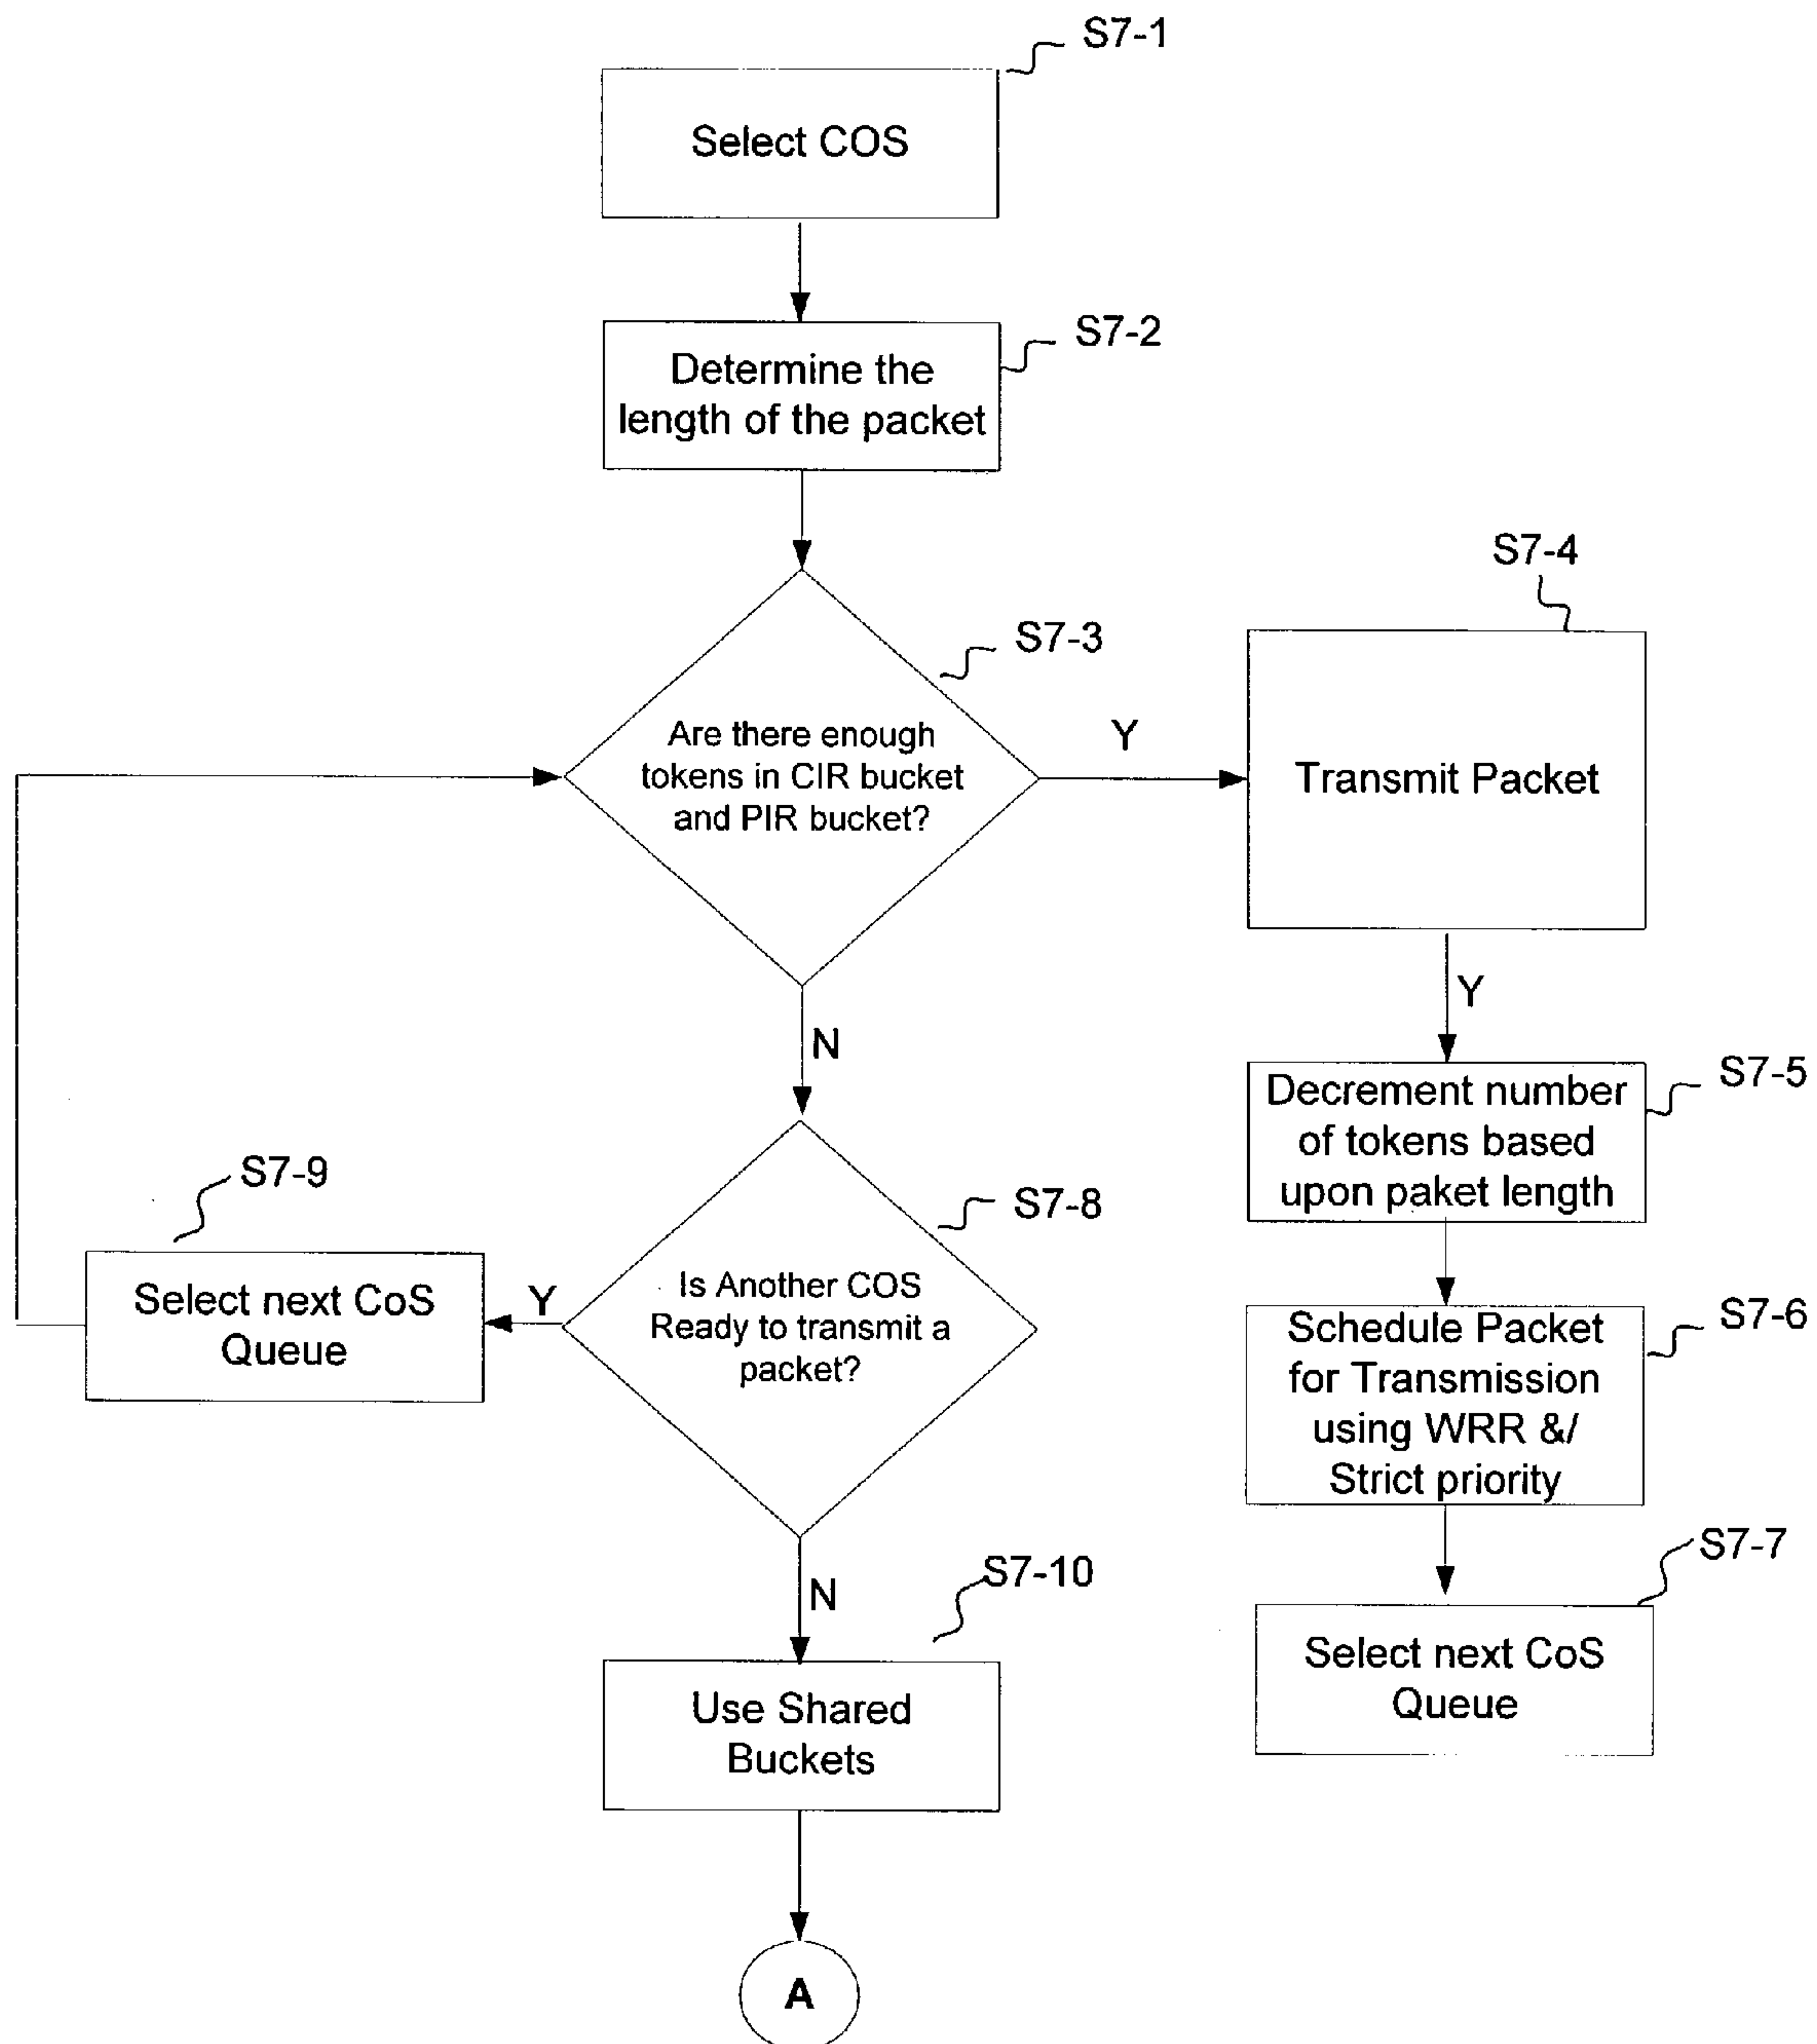 S7-1
Select COS
S7-2
Determine the
length of the packet
S7-3
Are there enough
tokens in CIR bucket
and PIR bucket?
Y
S7-4
Transmit Packet
Y
S7-5
Decrement number
of tokens based
upon paket length
S7-6
Schedule Packet
for Transmission
using WRR &/
Strict priority
S7-7
Select next CoS
Queue
N
S7-8
Is Another COS
Ready to transmit a
packet?
Y
S7-9
Select next CoS
Queue
N
S7-10
Use Shared
Buckets
A